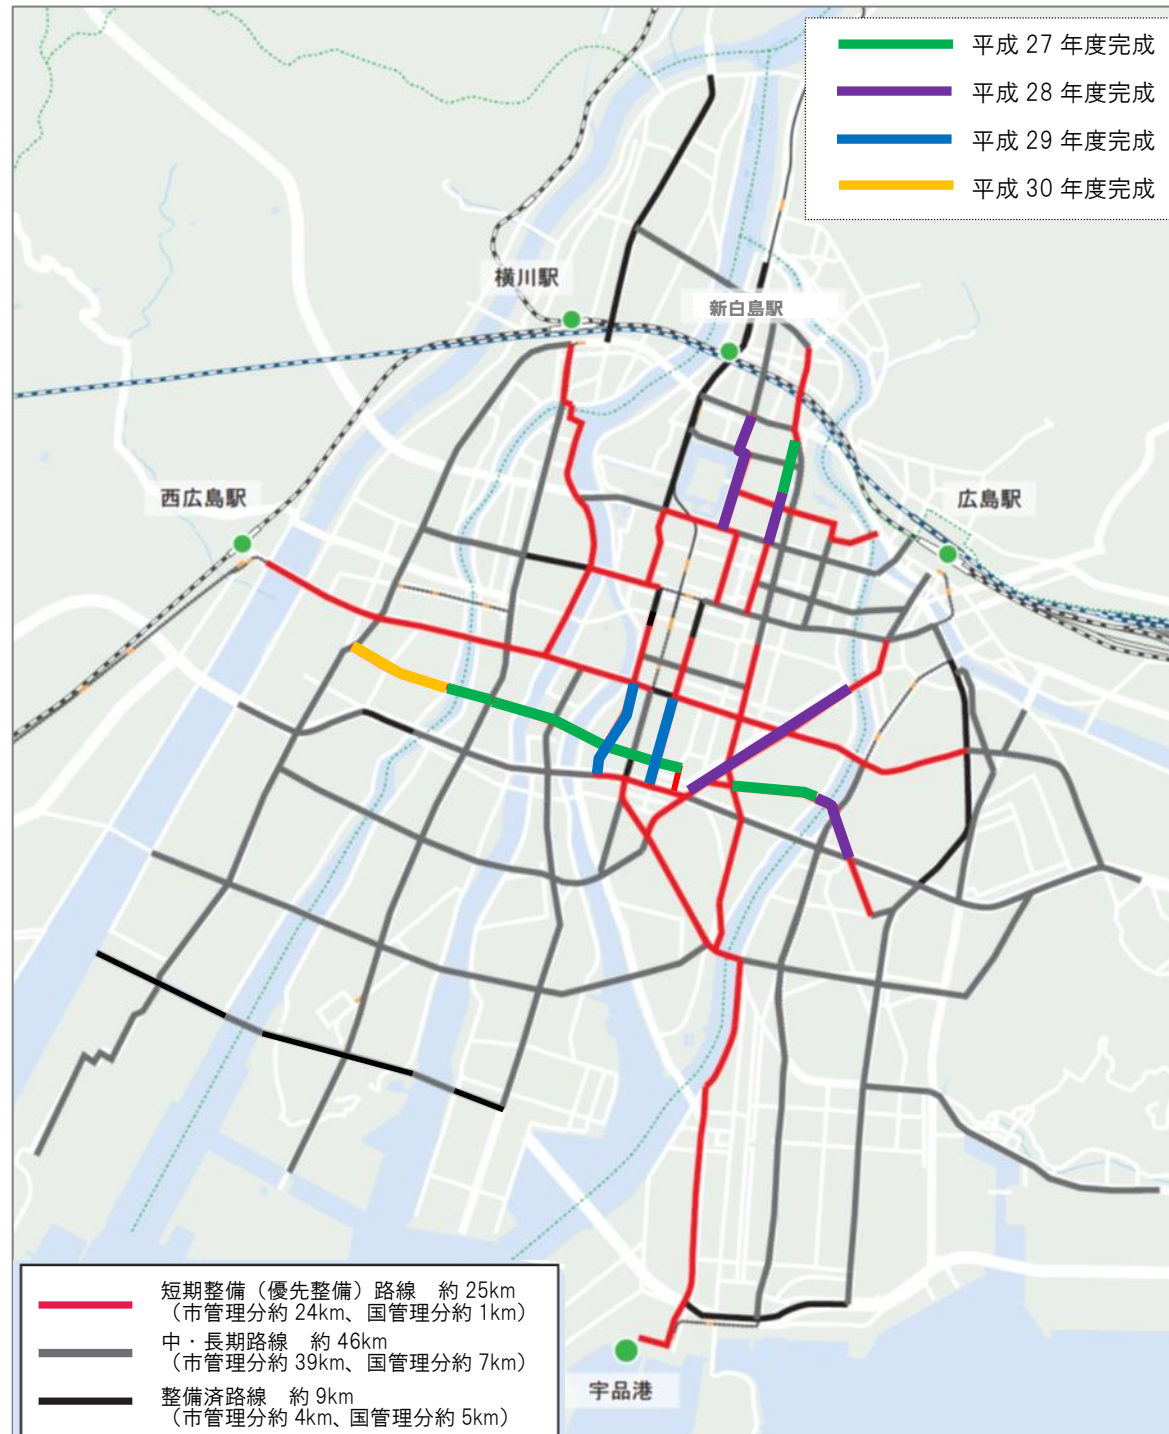 平成 27 年度完成
平成 28 年度完成
平成 29 年度完成
平成 30 年度完成
横川駅
新白島駅
西広島駅
広島駅
短期整備（優先整備）路線　約 25km
（市管理分約 24km、国管理分約 1km）
中・長期路線　約 46km
（市管理分約 39km、国管理分約 7km）
整備済路線　約 9km
（市管理分約 4km、国管理分約 5km）
宇品港